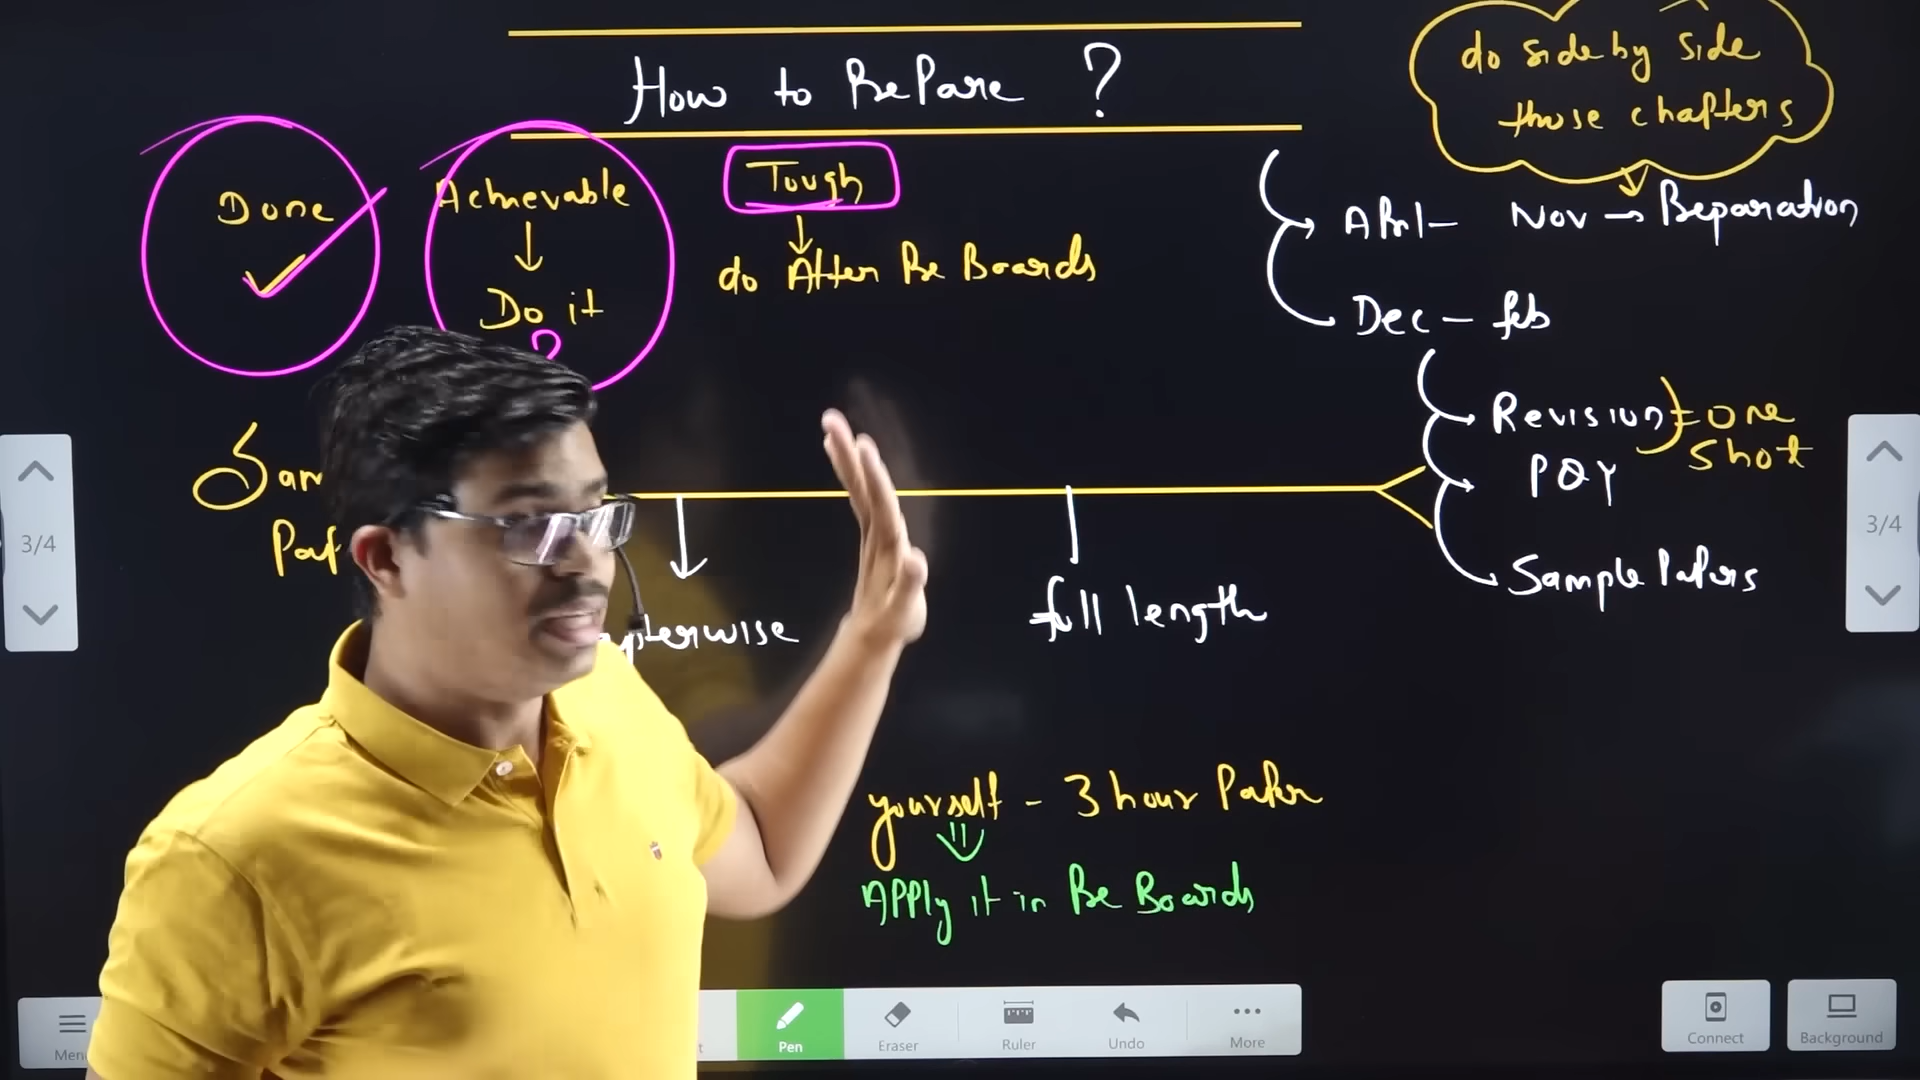 How to PrePare ?
do side by side
those chapters
Done
Achievable
Do it
?
Tough
do After Pre Boards
APril - Nov → Preparation
Dec - feb
Revision = one
Shot
PQY
Sample PaPers
full length
yourself - 3 hour PaPer
APPly it in Pre Boards
3/4
3/4
Pen
Eraser
Ruler
Undo
More
Connect
Background